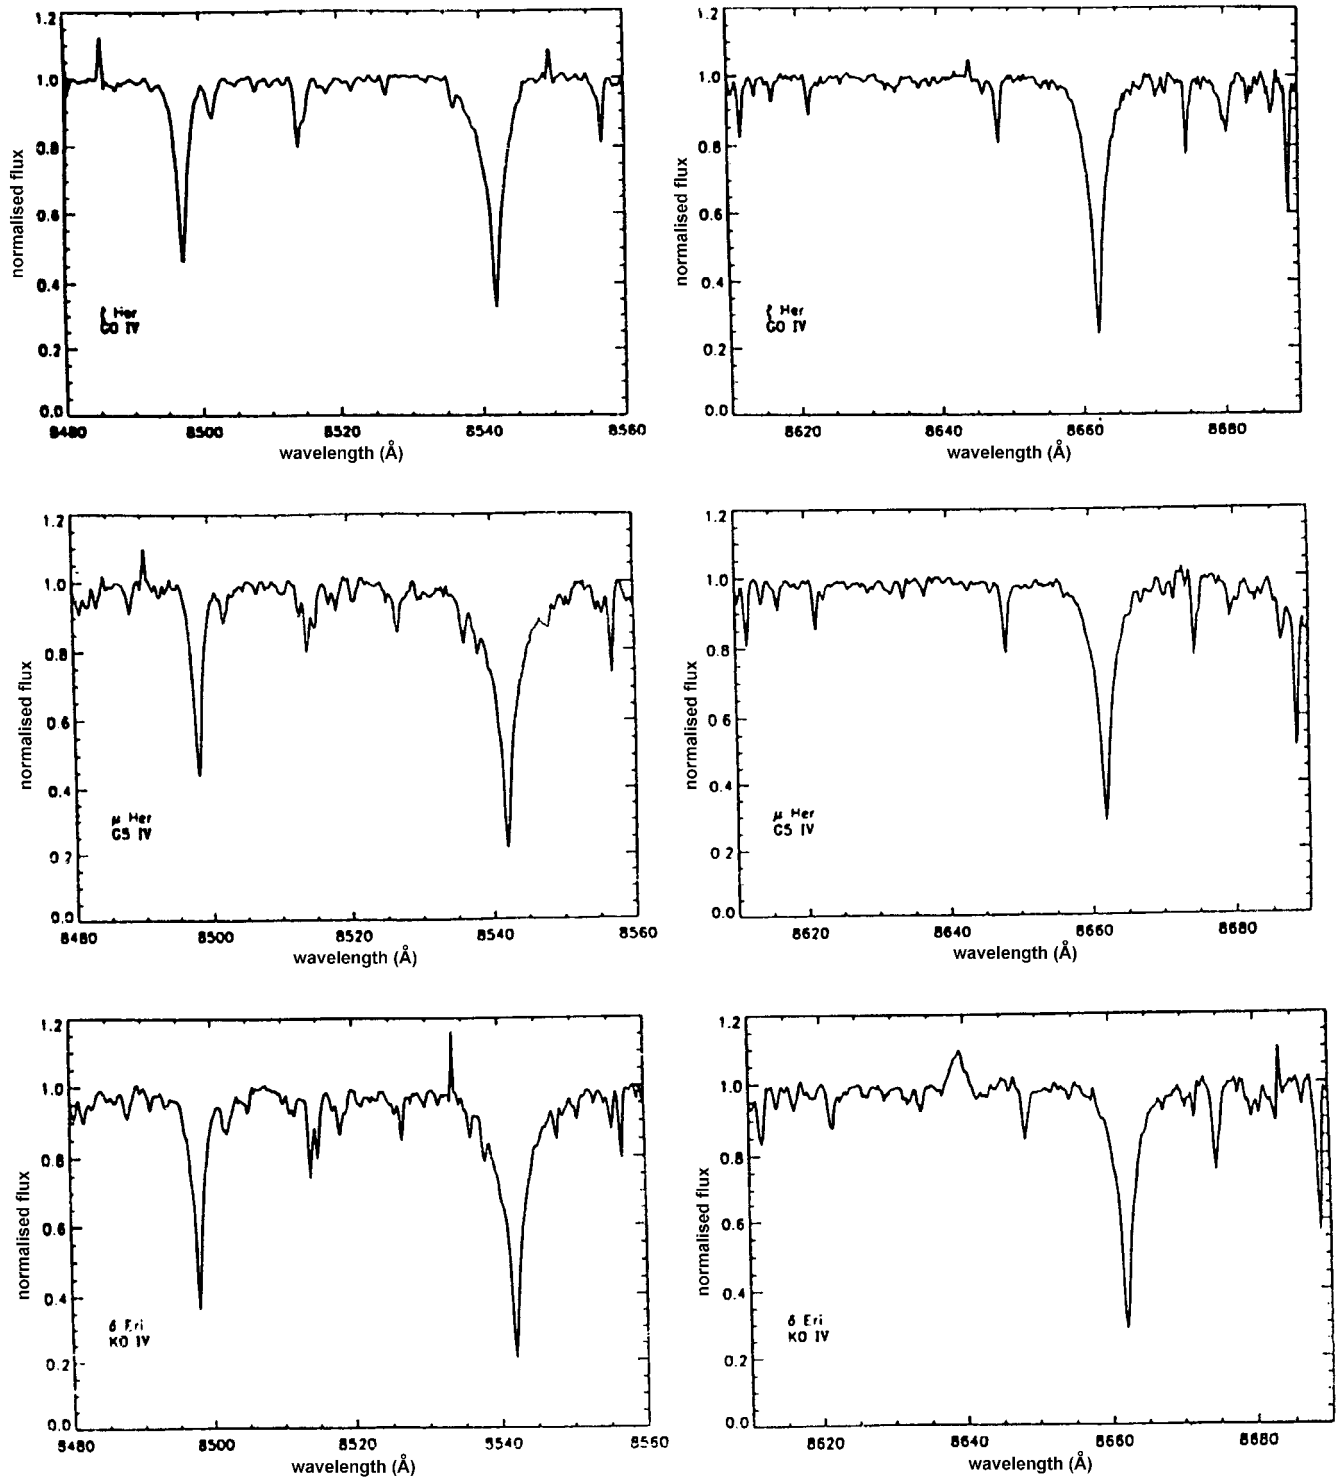 1.2
1.0
0.8
0.6
0.4
0.2
0.0
normalised flux
ζ Her
G0 IV
8480 8500 8520 8540 8560
wavelength (Å)
1.2
1.0
0.8
0.6
0.4
0.2
0.0
normalised flux
ζ Her
G0 IV
8620 8640 8660 8680
wavelength (Å)
1.2
1.0
0.8
0.6
0.4
0.2
0.0
normalised flux
μ Her
G5 IV
8480 8500 8520 8540 8560
wavelength (Å)
1.2
1.0
0.8
0.6
0.4
0.2
0.0
normalised flux
μ Her
G5 IV
8620 8640 8660 8680
wavelength (Å)
1.2
1.0
0.8
0.6
0.4
0.2
0.0
normalised flux
δ Eri
K0 IV
8480 8500 8520 8540 8560
wavelength (Å)
1.2
1.0
0.8
0.6
0.4
0.2
0.0
normalised flux
δ Eri
K0 IV
8620 8640 8660 8680
wavelength (Å)